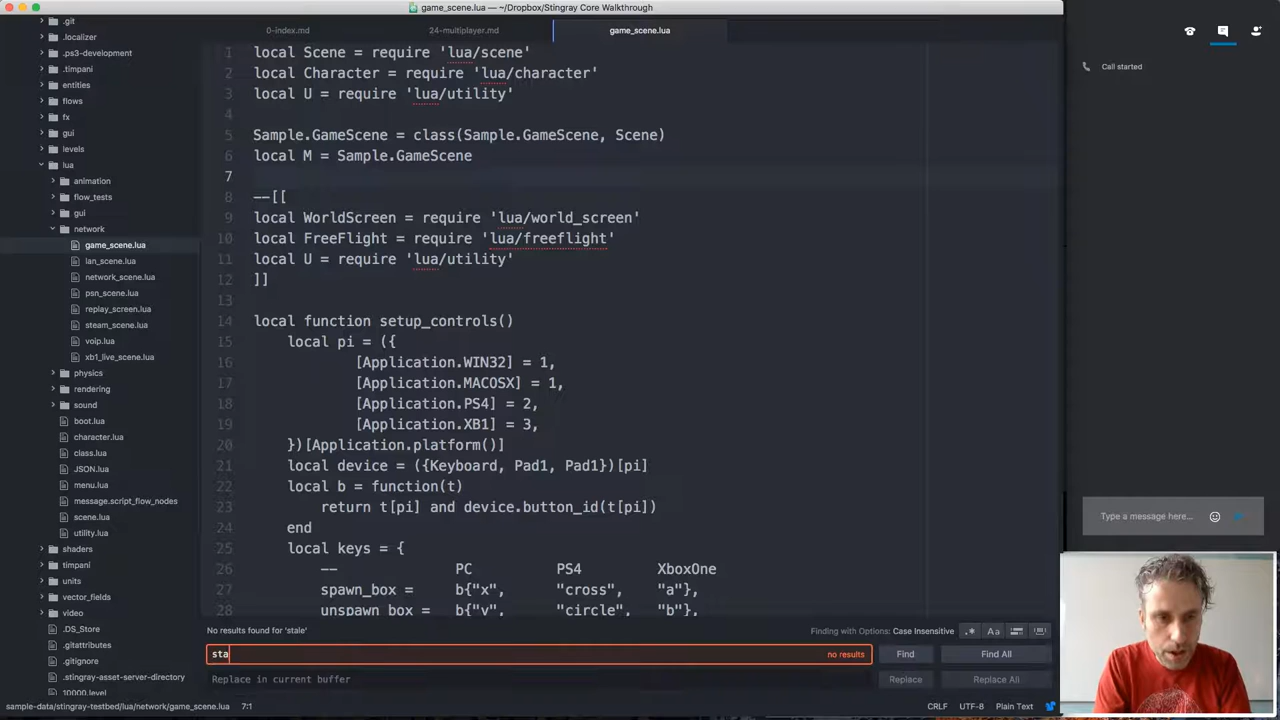 game_scene.lua — ~/Dropbox/Stingray Core Walkthrough
.git
.localizer
.ps3-development
.timpani
entities
flows
fx
gui
levels
lua
animation
flow_tests
gui
network
game_scene.lua
lan_scene.lua
network_scene.lua
psn_scene.lua
replay_screen.lua
steam_scene.lua
voip.lua
xb1_live_scene.lua
physics
rendering
sound
boot.lua
character.lua
class.lua
JSON.lua
menu.lua
message.script_flow_nodes
scene.lua
utility.lua
shaders
timpani
units
vector_fields
video
.DS_Store
.gitattributes
.gitignore
.stingray-asset-server-directory
10000.level
0-index.md 24-multiplayer.md game_scene.lua
1 local Scene = require 'lua/scene'
2 local Character = require 'lua/character'
3 local U = require 'lua/utility'
4
5 Sample.GameScene = class(Sample.GameScene, Scene)
6 local M = Sample.GameScene
7
8 --[[
9 local WorldScreen = require 'lua/world_screen'
10 local FreeFlight = require 'lua/freeflight'
11 local U = require 'lua/utility'
12 ]]
13
14 local function setup_controls()
15 local pi = ({
16 [Application.WIN32] = 1,
17 [Application.MACOSX] = 1,
18 [Application.PS4] = 2,
19 [Application.XB1] = 3,
20 })[Application.platform()]
21 local device = ({Keyboard, Pad1, Pad1})[pi]
22 local b = function(t)
23 return t[pi] and device.button_id(t[pi])
24 end
25 local keys = {
26 -- PC PS4 XboxOne
27 spawn_box = b{"x", "cross", "a"},
28 unspawn_box = b{"v", "circle", "b"},
No results found for 'stale' Finding with Options: Case Insensitive .* Aa
sta no results Find Find All
Replace in current buffer Replace Replace All
sample-data/stingray-testbed/lua/network/game_scene.lua 7:1 CRLF UTF-8 Plain Text
Call started
Type a message here...